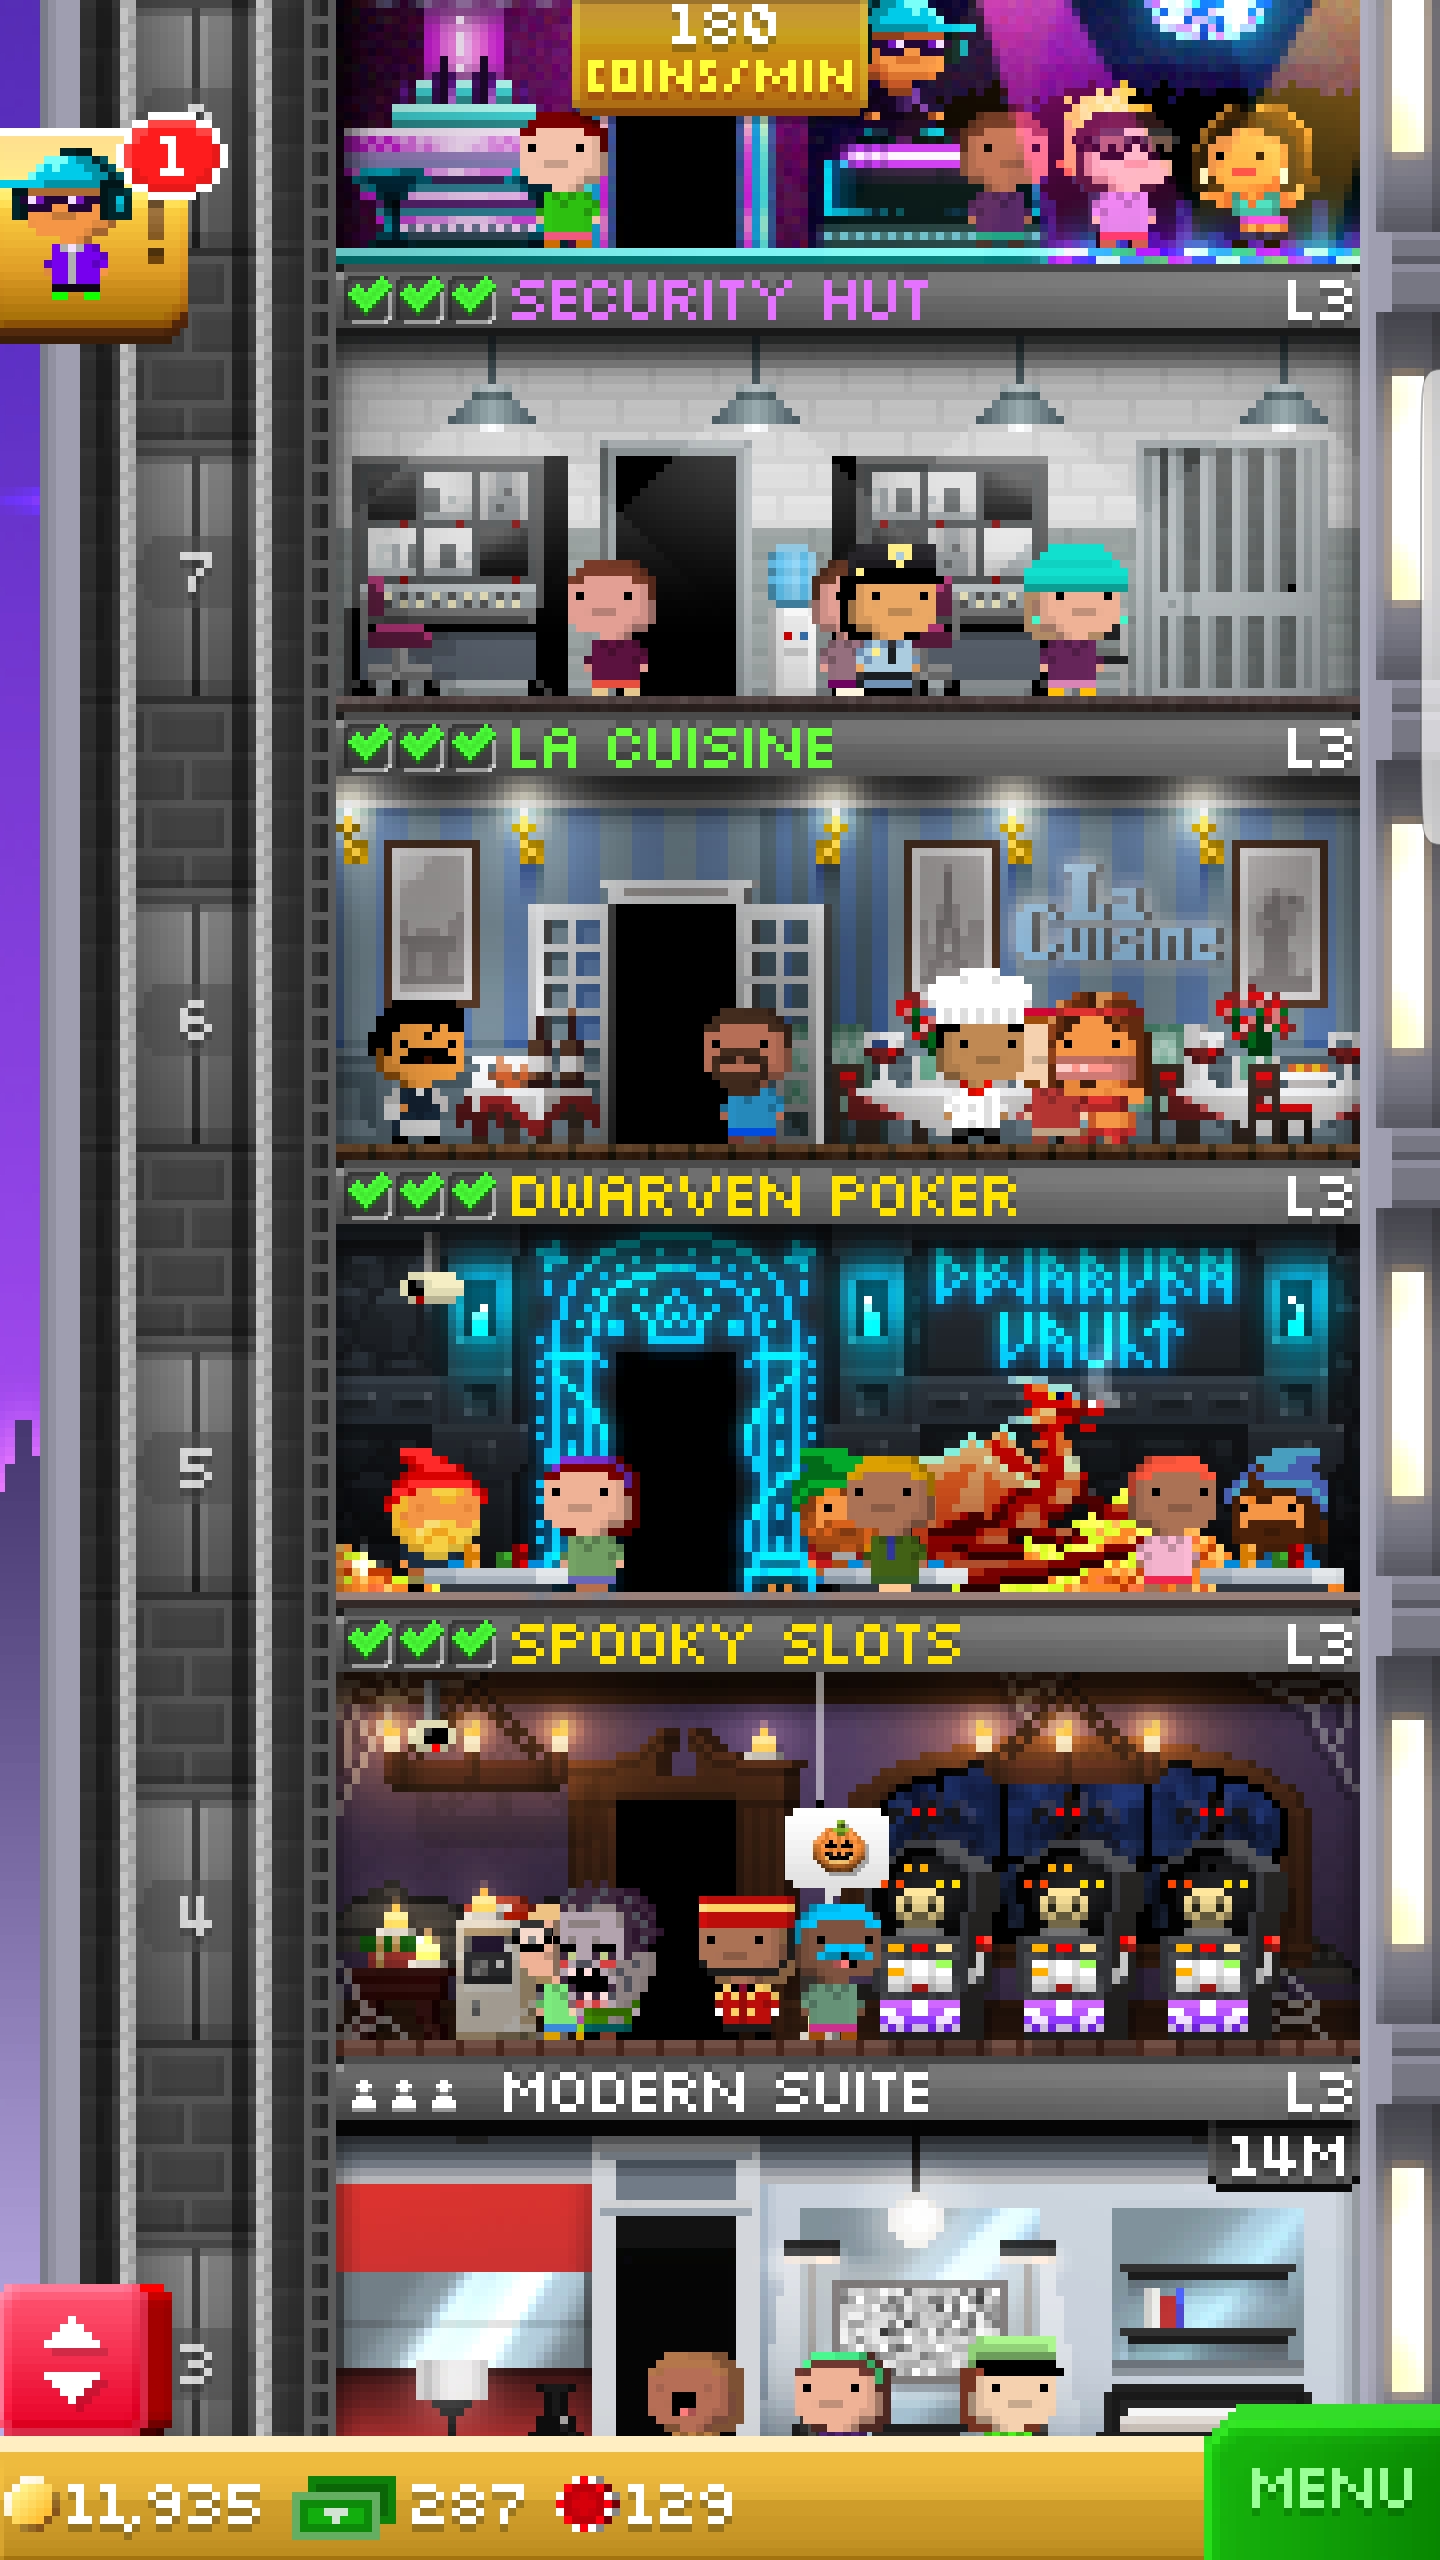 180
COINS/MIN
1
SECURITY HUT L3
7
LA CUISINE L3
La
Cuisine
6
DWARVEN POKER L3
DWARVEN
VAULT
5
SPOOKY SLOTS L3
4
MODERN SUITE L3
14M
3
11,935 287 129
MENU